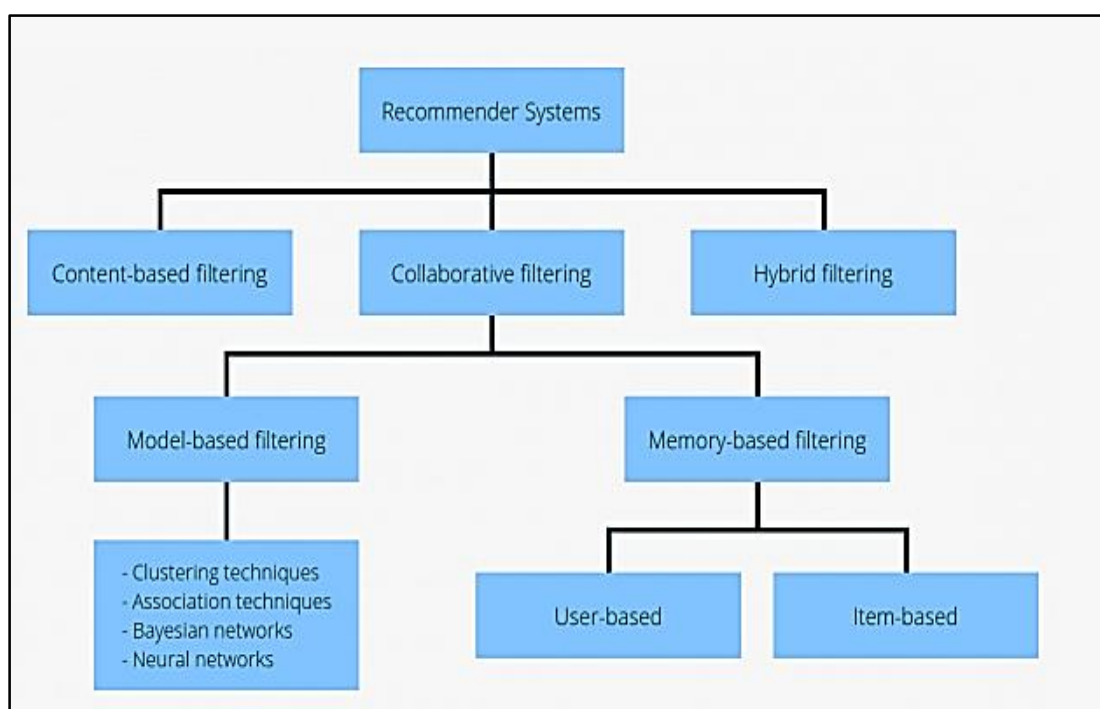 Recommender Systems
Content-based filtering
Collaborative filtering
Hybrid filtering
Model-based filtering
Memory-based filtering
- Clustering techniques
- Association techniques
- Bayesian networks
- Neural networks
User-based
Item-based